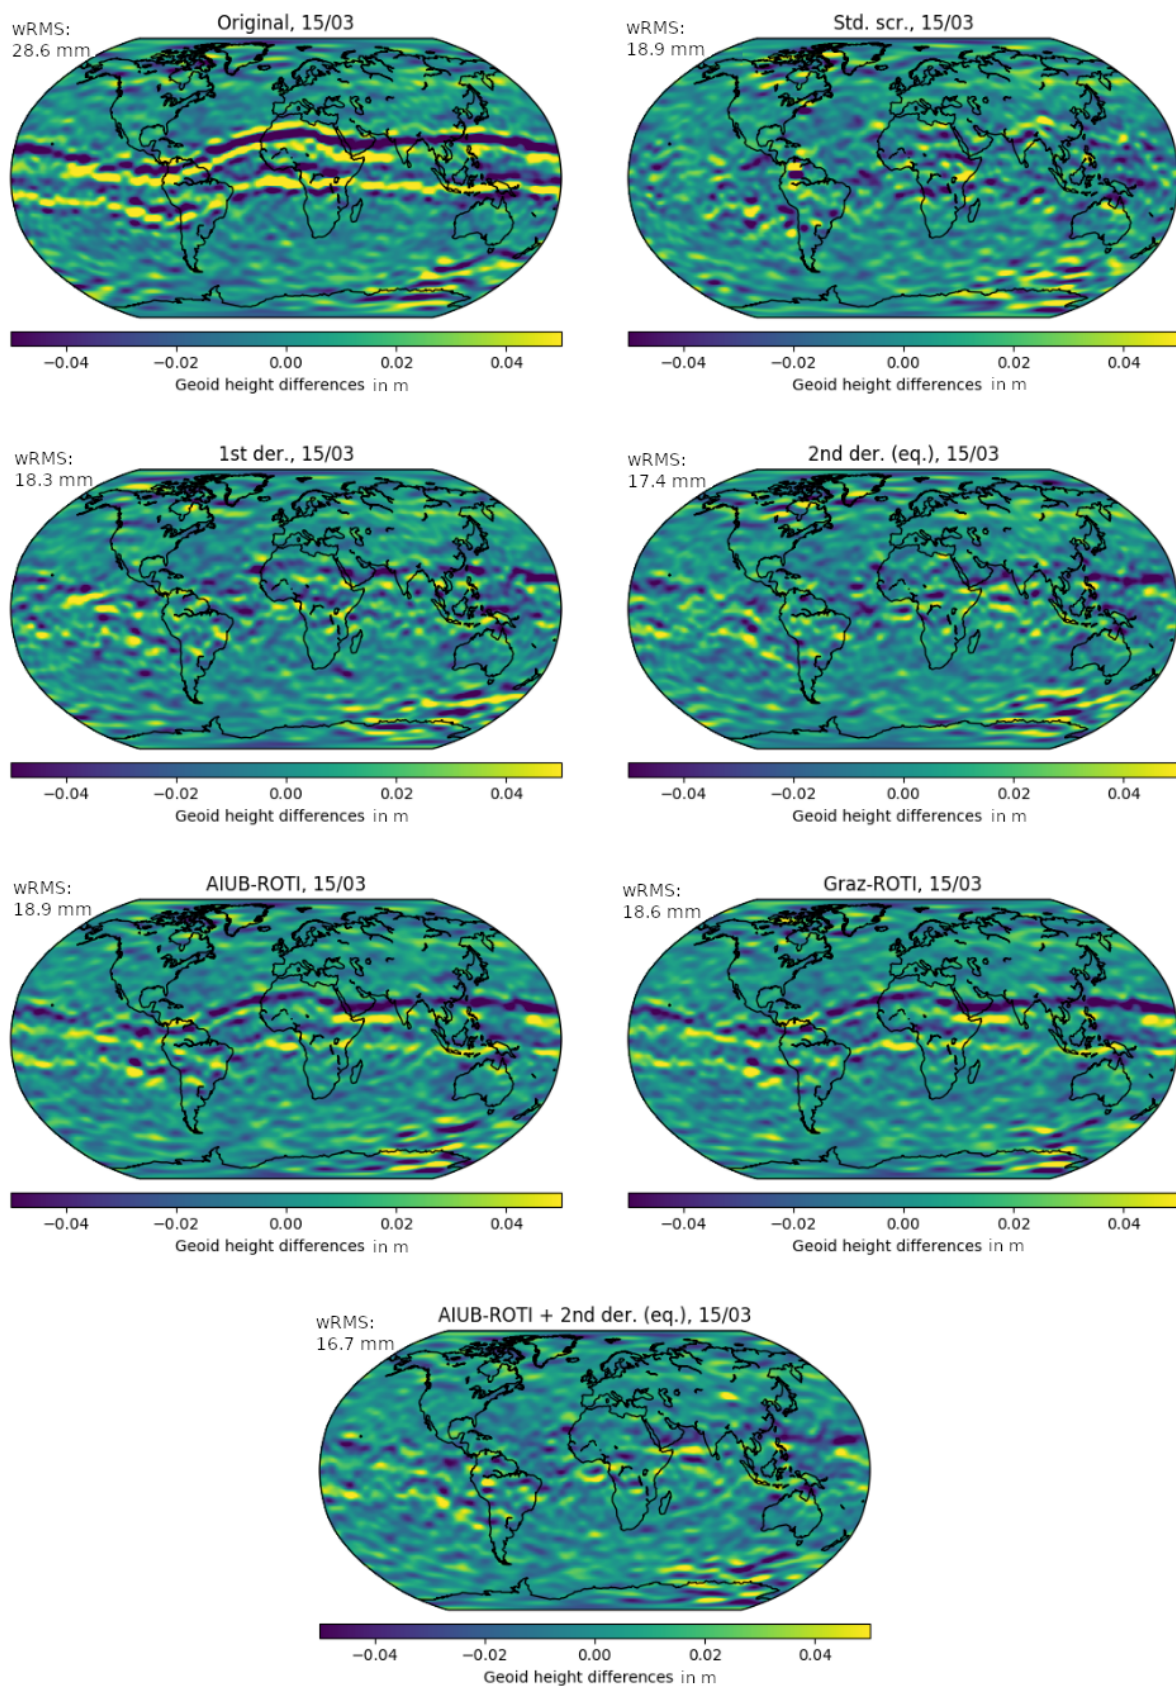 Original, 15/03
wRMS:
28.6 mm
−0.04 −0.02 0.00 0.02 0.04
Geoid height differences in m
Std. scr., 15/03
wRMS:
18.9 mm
−0.04 −0.02 0.00 0.02 0.04
Geoid height differences in m
1st der., 15/03
wRMS:
18.3 mm
−0.04 −0.02 0.00 0.02 0.04
Geoid height differences in m
2nd der. (eq.), 15/03
wRMS:
17.4 mm
−0.04 −0.02 0.00 0.02 0.04
Geoid height differences in m
AIUB-ROTI, 15/03
wRMS:
18.9 mm
−0.04 −0.02 0.00 0.02 0.04
Geoid height differences in m
Graz-ROTI, 15/03
wRMS:
18.6 mm
−0.04 −0.02 0.00 0.02 0.04
Geoid height differences in m
AIUB-ROTI + 2nd der. (eq.), 15/03
wRMS:
16.7 mm
−0.04 −0.02 0.00 0.02 0.04
Geoid height differences in m